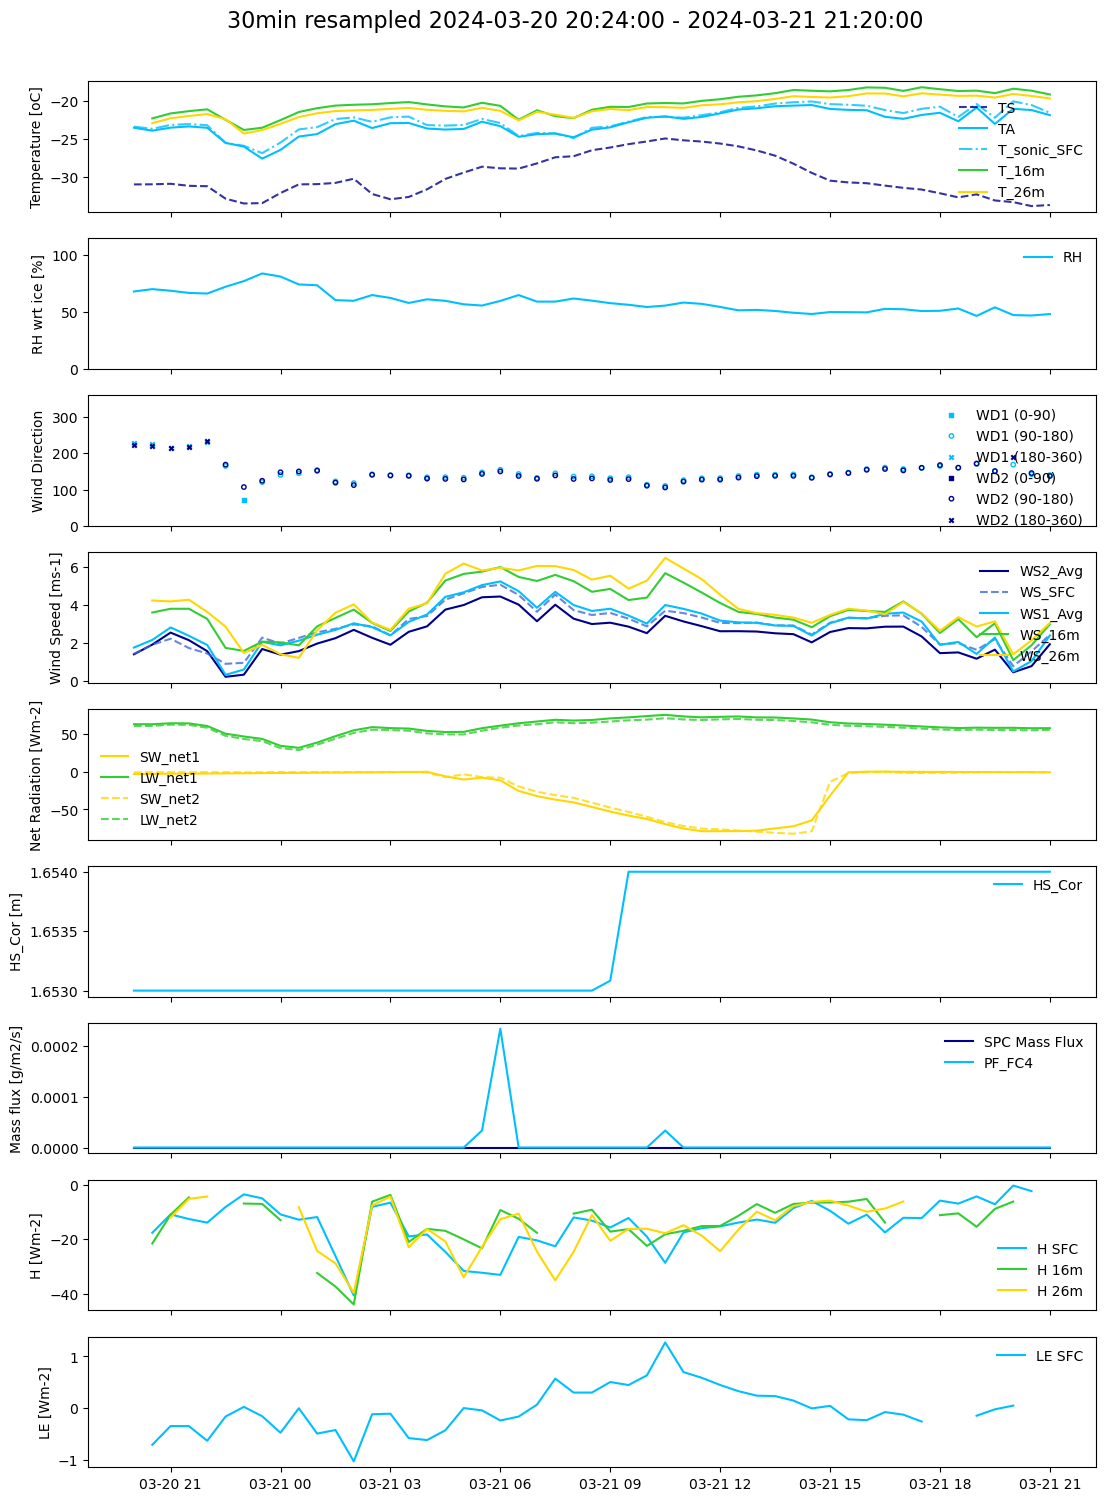 30min resampled 2024-03-20 20:24:00 - 2024-03-21 21:20:00
Temperature [oC]
−20
−25
−30
TS
TA
T_sonic_SFC
T_16m
T_26m
RH wrt ice [%]
100
50
0
RH
Wind Direction
300
200
100
0
WD1 (0-90)
WD1 (90-180)
WD1 (180-360)
WD2 (0-90)
WD2 (90-180)
WD2 (180-360)
Wind Speed [ms-1]
6
4
2
0
WS2_Avg
WS_SFC
WS1_Avg
WS_16m
WS_26m
Net Radiation [Wm-2]
50
0
−50
SW_net1
LW_net1
SW_net2
LW_net2
HS_Cor [m]
1.6540
1.6535
1.6530
HS_Cor
Mass flux [g/m2/s]
0.0002
0.0001
0.0000
SPC Mass Flux
PF_FC4
H [Wm-2]
0
−20
−40
H SFC
H 16m
H 26m
LE [Wm-2]
1
0
−1
LE SFC
03-20 21
03-21 00
03-21 03
03-21 06
03-21 09
03-21 12
03-21 15
03-21 18
03-21 21